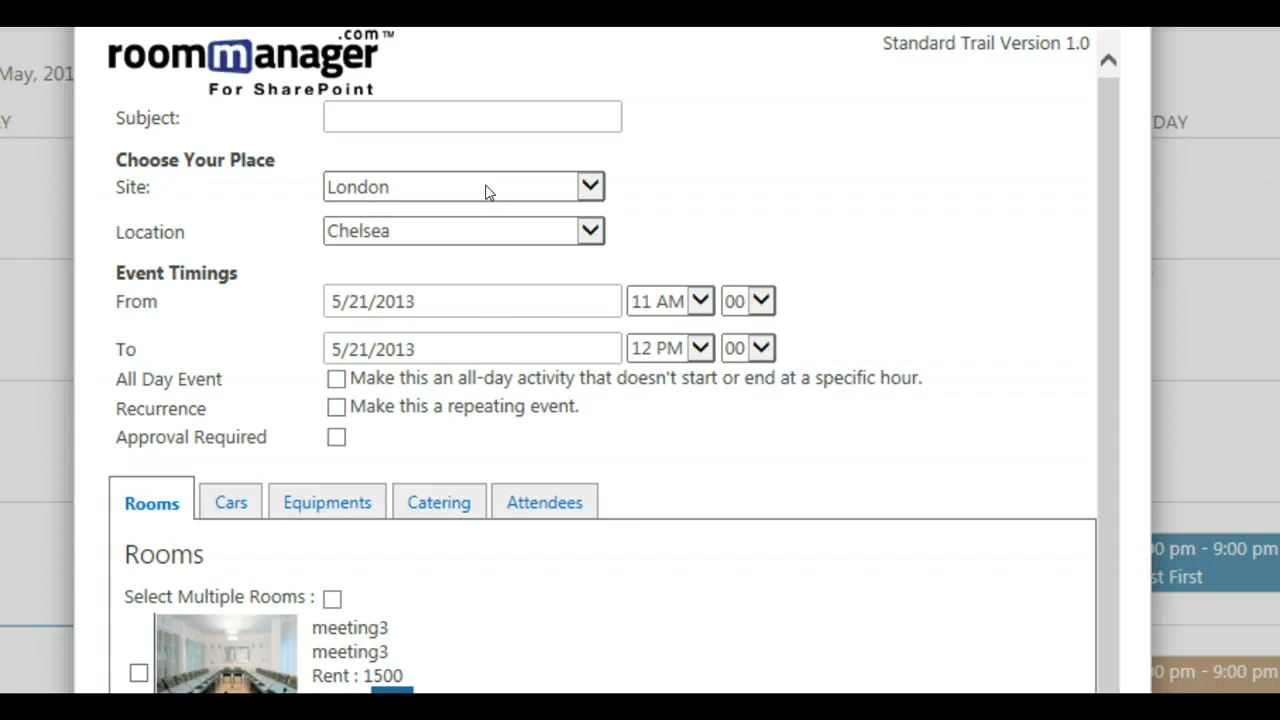 .com™
roommanager
For SharePoint
Standard Trail Version 1.0
May, 201
Y
DAY
Subject:
Choose Your Place
Site:
London
Location
Chelsea
Event Timings
From
5/21/2013
11 AM
00
To
5/21/2013
12 PM
00
All Day Event
Make this an all-day activity that doesn't start or end at a specific hour.
Recurrence
Make this a repeating event.
Approval Required
Rooms
Cars
Equipments
Catering
Attendees
Rooms
Select Multiple Rooms :
meeting3
meeting3
Rent : 1500
00 pm - 9:00 pm
st First
00 pm - 9:00 pm